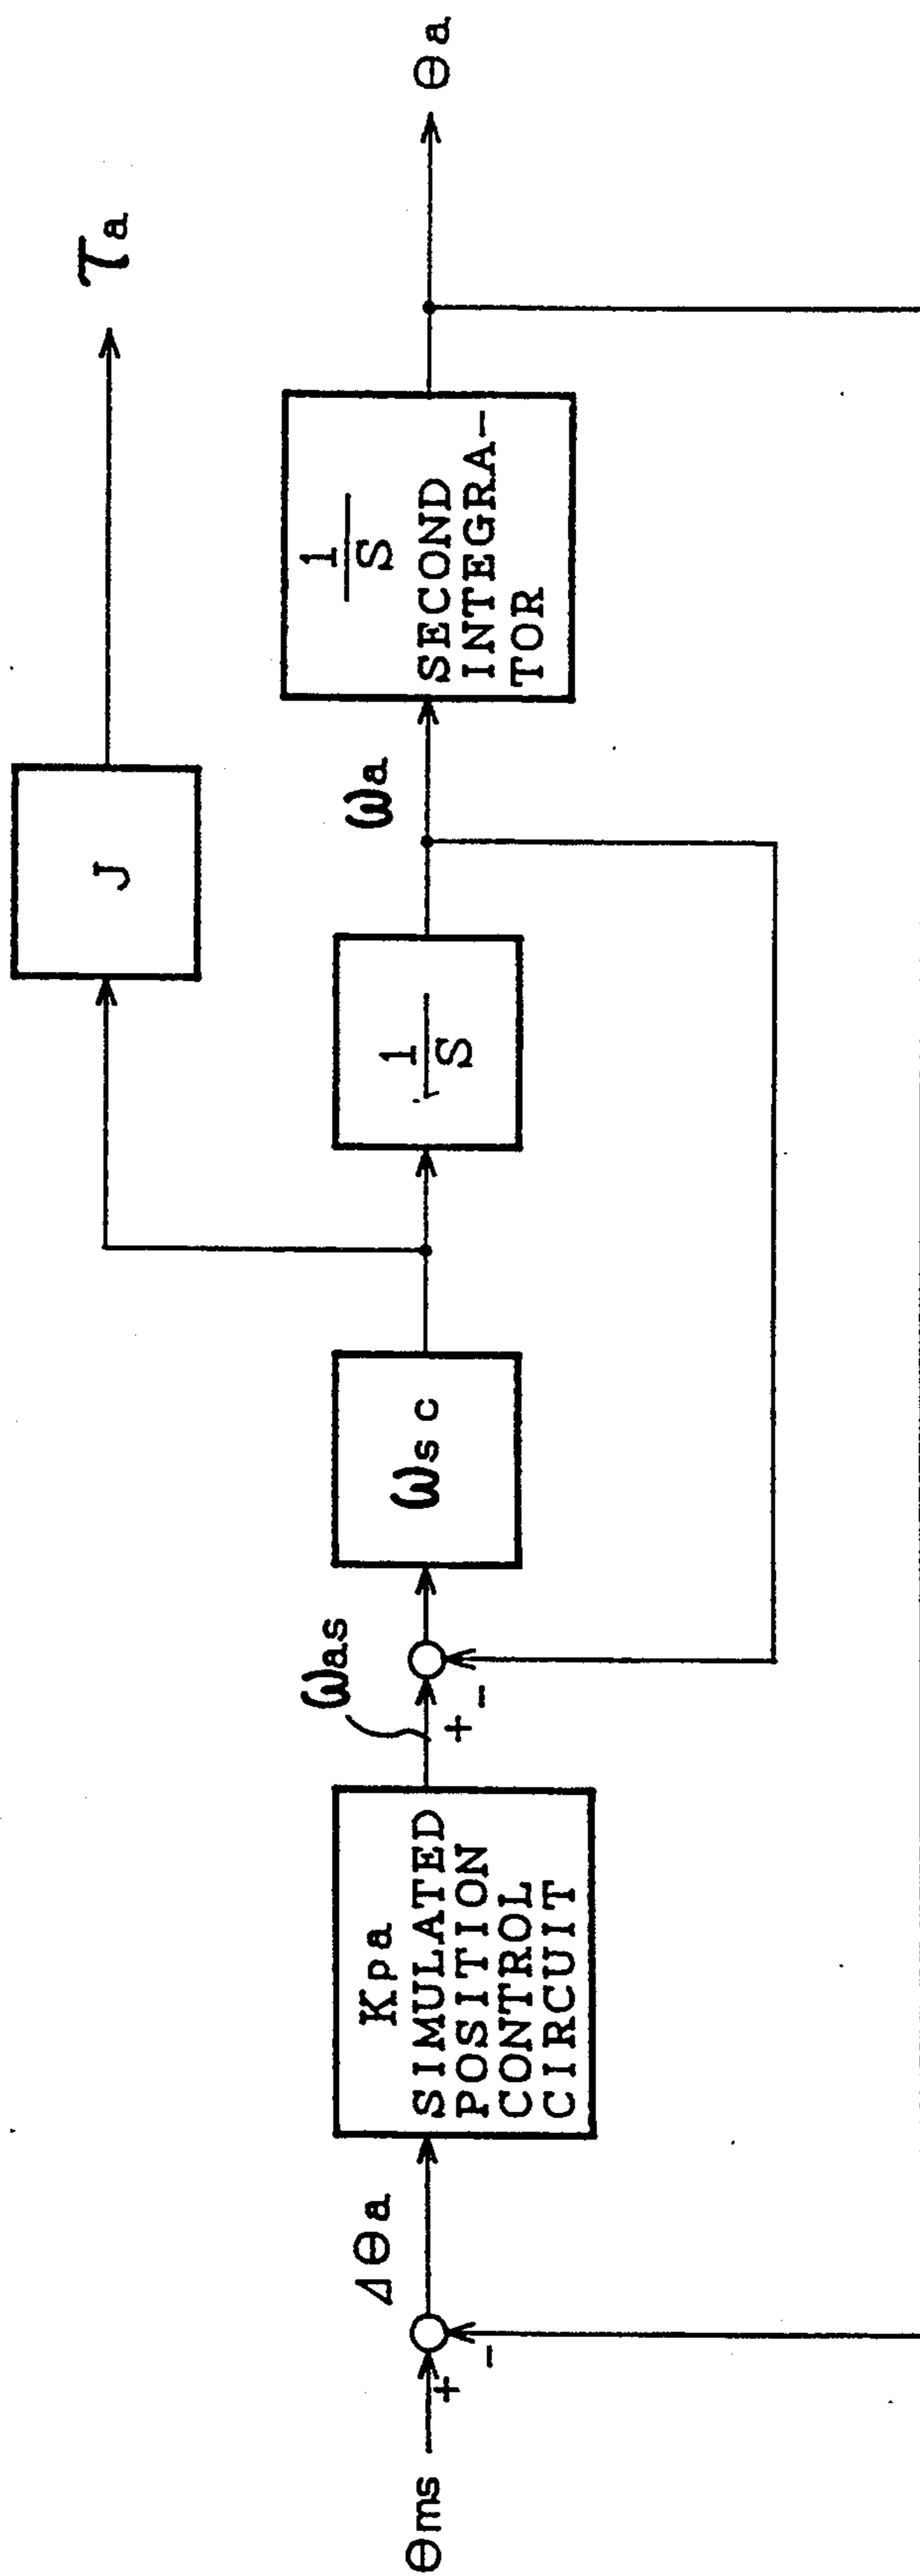 θms
+
-
Δθa
Kpa
SIMULATED
POSITION
CONTROL
CIRCUIT
ωas
+
-
ωsc
1
S
J
τa
ωa
1
S
SECOND
INTEGRA-
TOR
θa